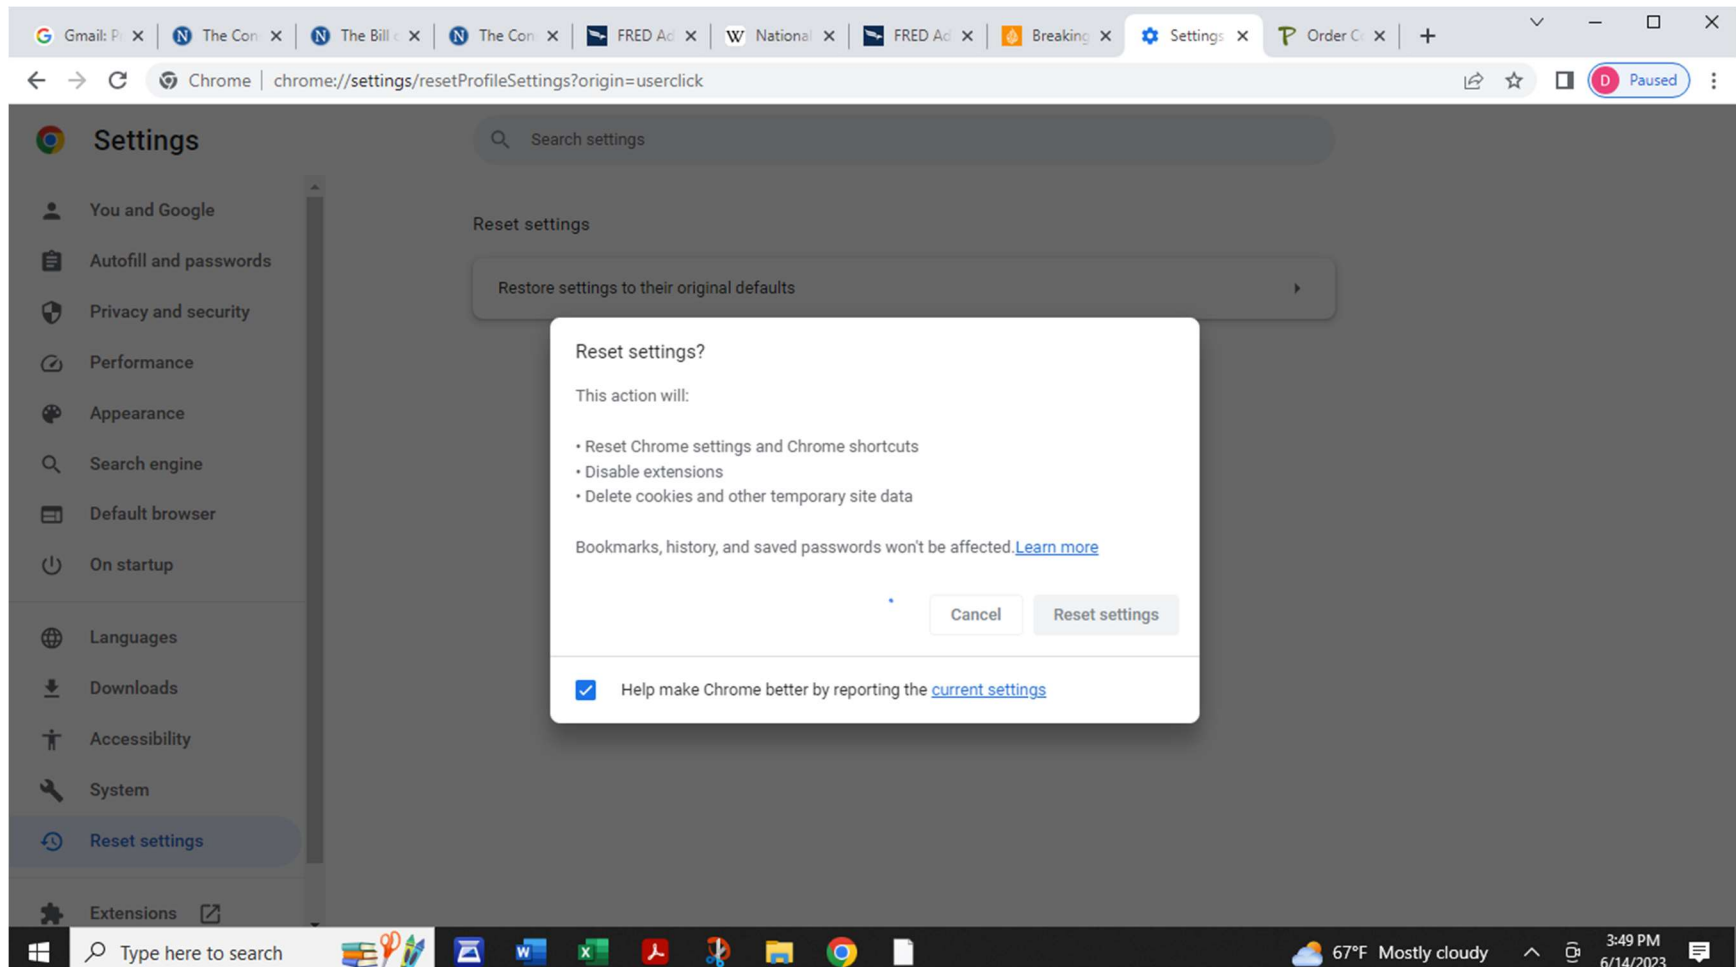 Gmail: P
The Con
The Bill o
The Con
FRED Ad
W National
FRED Ad
Breaking
Settings
Order Co
Chrome | chrome://settings/resetProfileSettings?origin=userclick
D Paused
Settings
Search settings
You and Google
Autofill and passwords
Privacy and security
Performance
Appearance
Search engine
Default browser
On startup
Languages
Downloads
Accessibility
System
Reset settings
Extensions
Reset settings
Restore settings to their original defaults
Reset settings?
This action will:
• Reset Chrome settings and Chrome shortcuts
• Disable extensions
• Delete cookies and other temporary site data
Bookmarks, history, and saved passwords won't be affected.Learn more
Cancel
Reset settings
Help make Chrome better by reporting the current settings
Type here to search
67°F Mostly cloudy
3:49 PM
6/14/2023